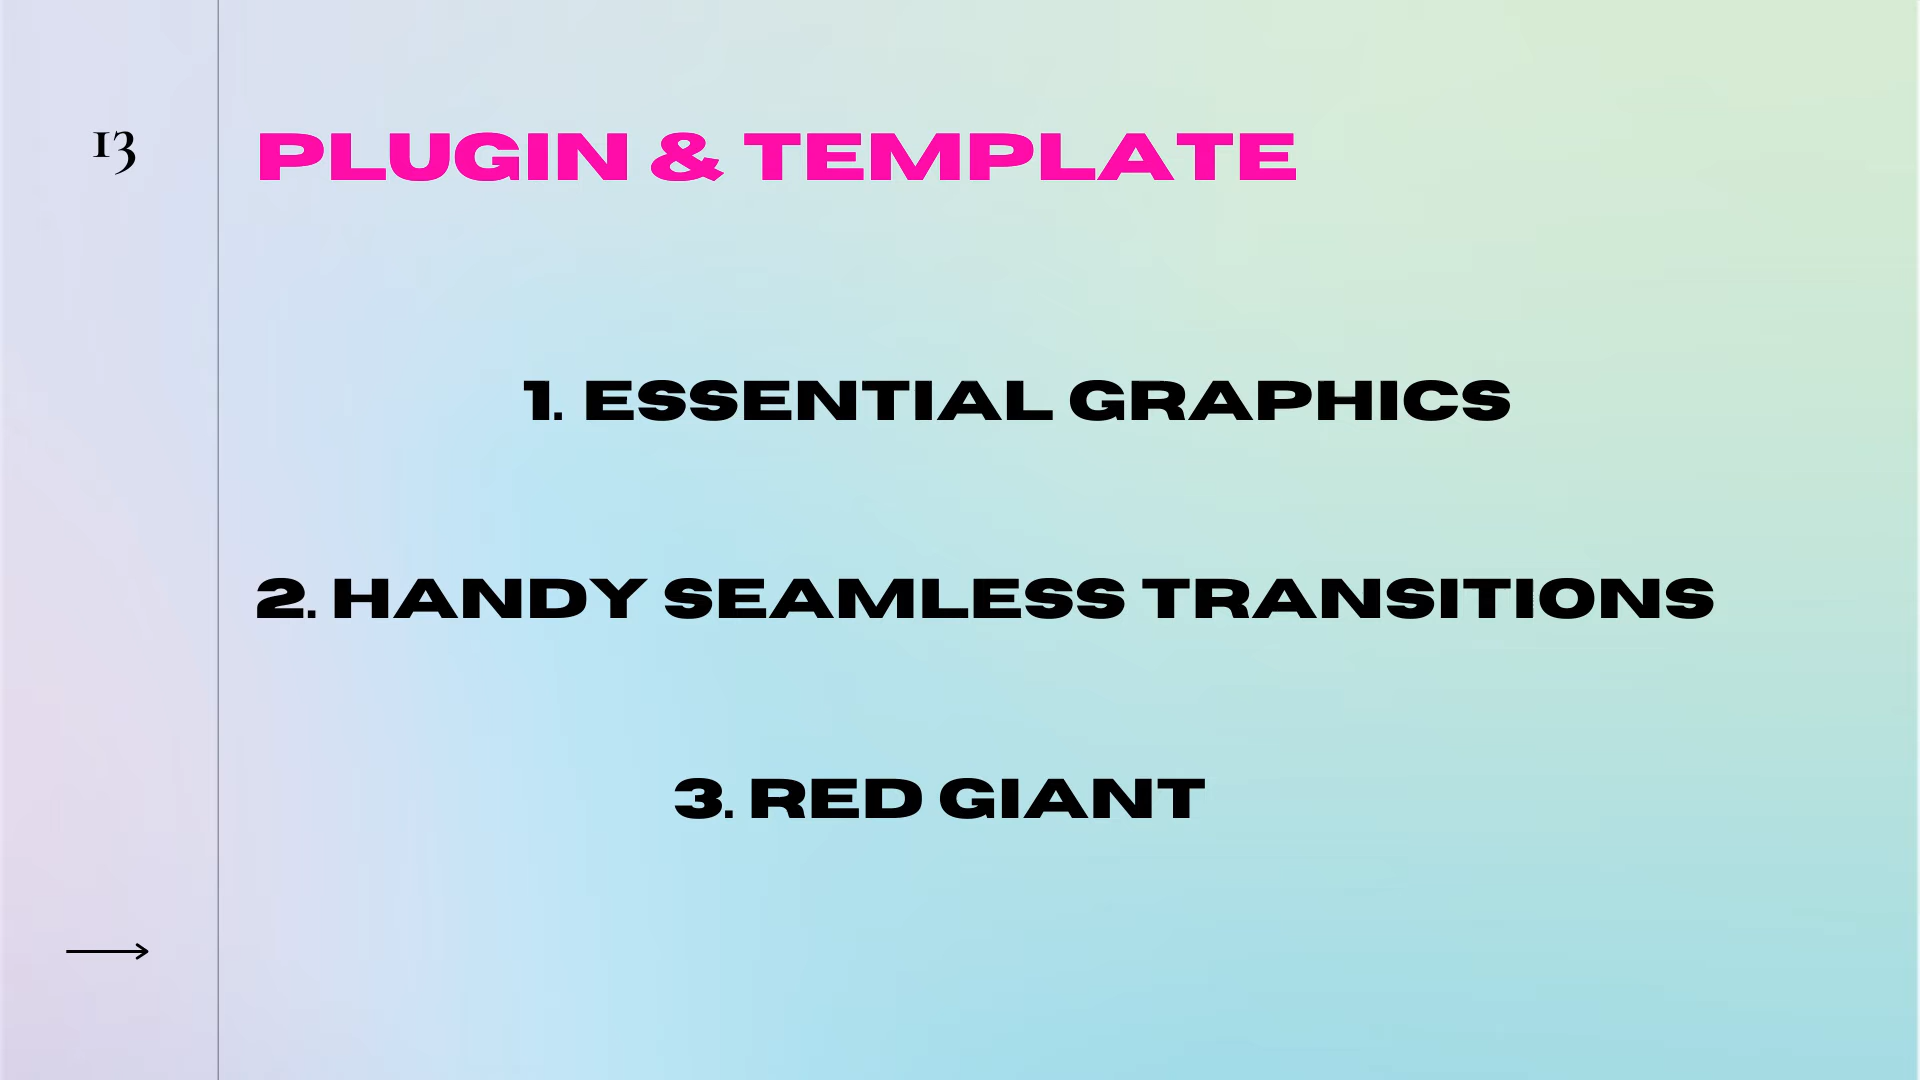 13
PLUGIN & TEMPLATE
1. ESSENTIAL GRAPHICS
2. HANDY SEAMLESS TRANSITIONS
3. RED GIANT